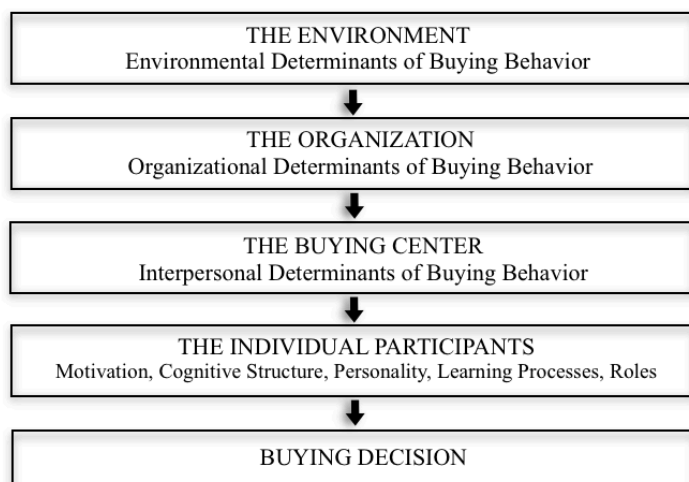 THE ENVIRONMENT
Environmental Determinants of Buying Behavior
THE ORGANIZATION
Organizational Determinants of Buying Behavior
THE BUYING CENTER
Interpersonal Determinants of Buying Behavior
THE INDIVIDUAL PARTICIPANTS
Motivation, Cognitive Structure, Personality, Learning Processes, Roles
BUYING DECISION